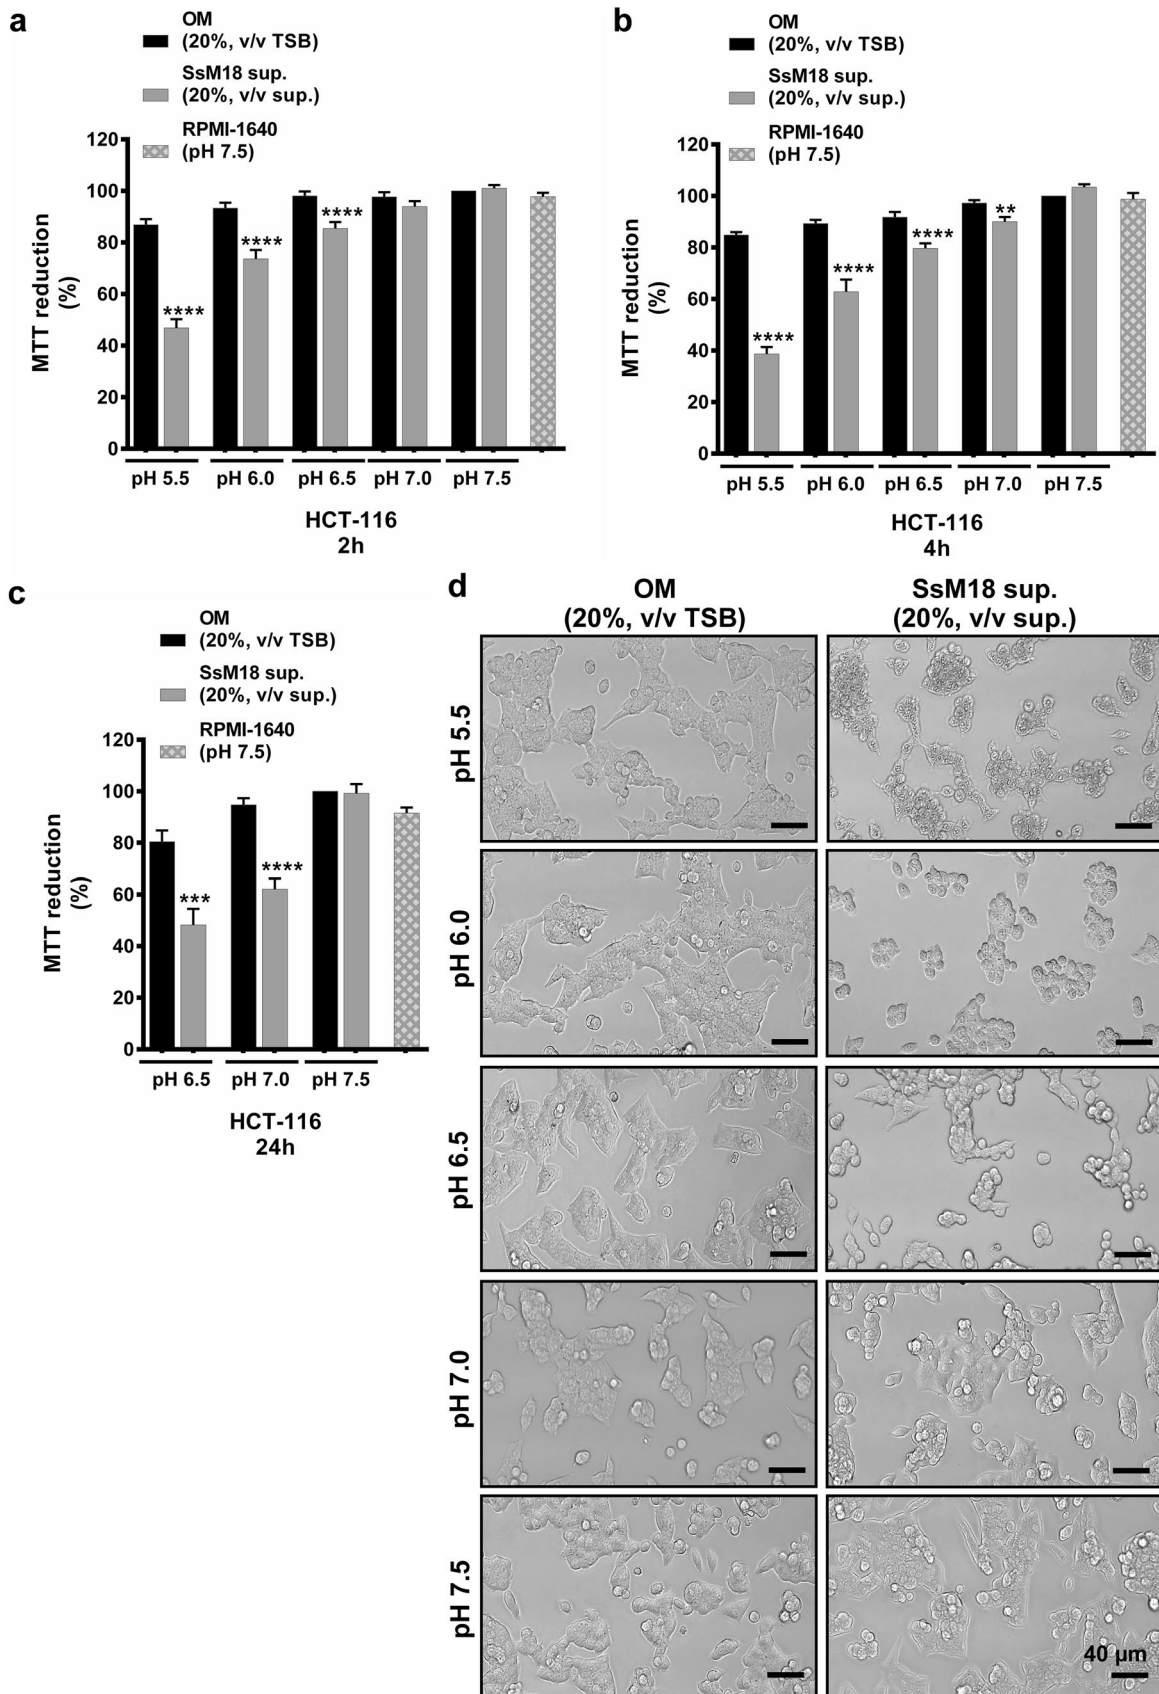 a
OM
(20%, v/v TSB)
SsM18 sup.
(20%, v/v sup.)
RPMI-1640
(pH 7.5)
120
100
80
60
40
20
0
MTT reduction
(%)
****
****
****
pH 5.5 pH 6.0 pH 6.5 pH 7.0 pH 7.5
HCT-116
2h
b
OM
(20%, v/v TSB)
SsM18 sup.
(20%, v/v sup.)
RPMI-1640
(pH 7.5)
120
100
80
60
40
20
0
MTT reduction
(%)
****
****
****
**
pH 5.5 pH 6.0 pH 6.5 pH 7.0 pH 7.5
HCT-116
4h
c
OM
(20%, v/v TSB)
SsM18 sup.
(20%, v/v sup.)
RPMI-1640
(pH 7.5)
120
100
80
60
40
20
0
MTT reduction
(%)
***
****
pH 6.5 pH 7.0 pH 7.5
HCT-116
24h
d
OM
(20%, v/v TSB)
SsM18 sup.
(20%, v/v sup.)
pH 5.5
pH 6.0
pH 6.5
pH 7.0
pH 7.5
40 µm